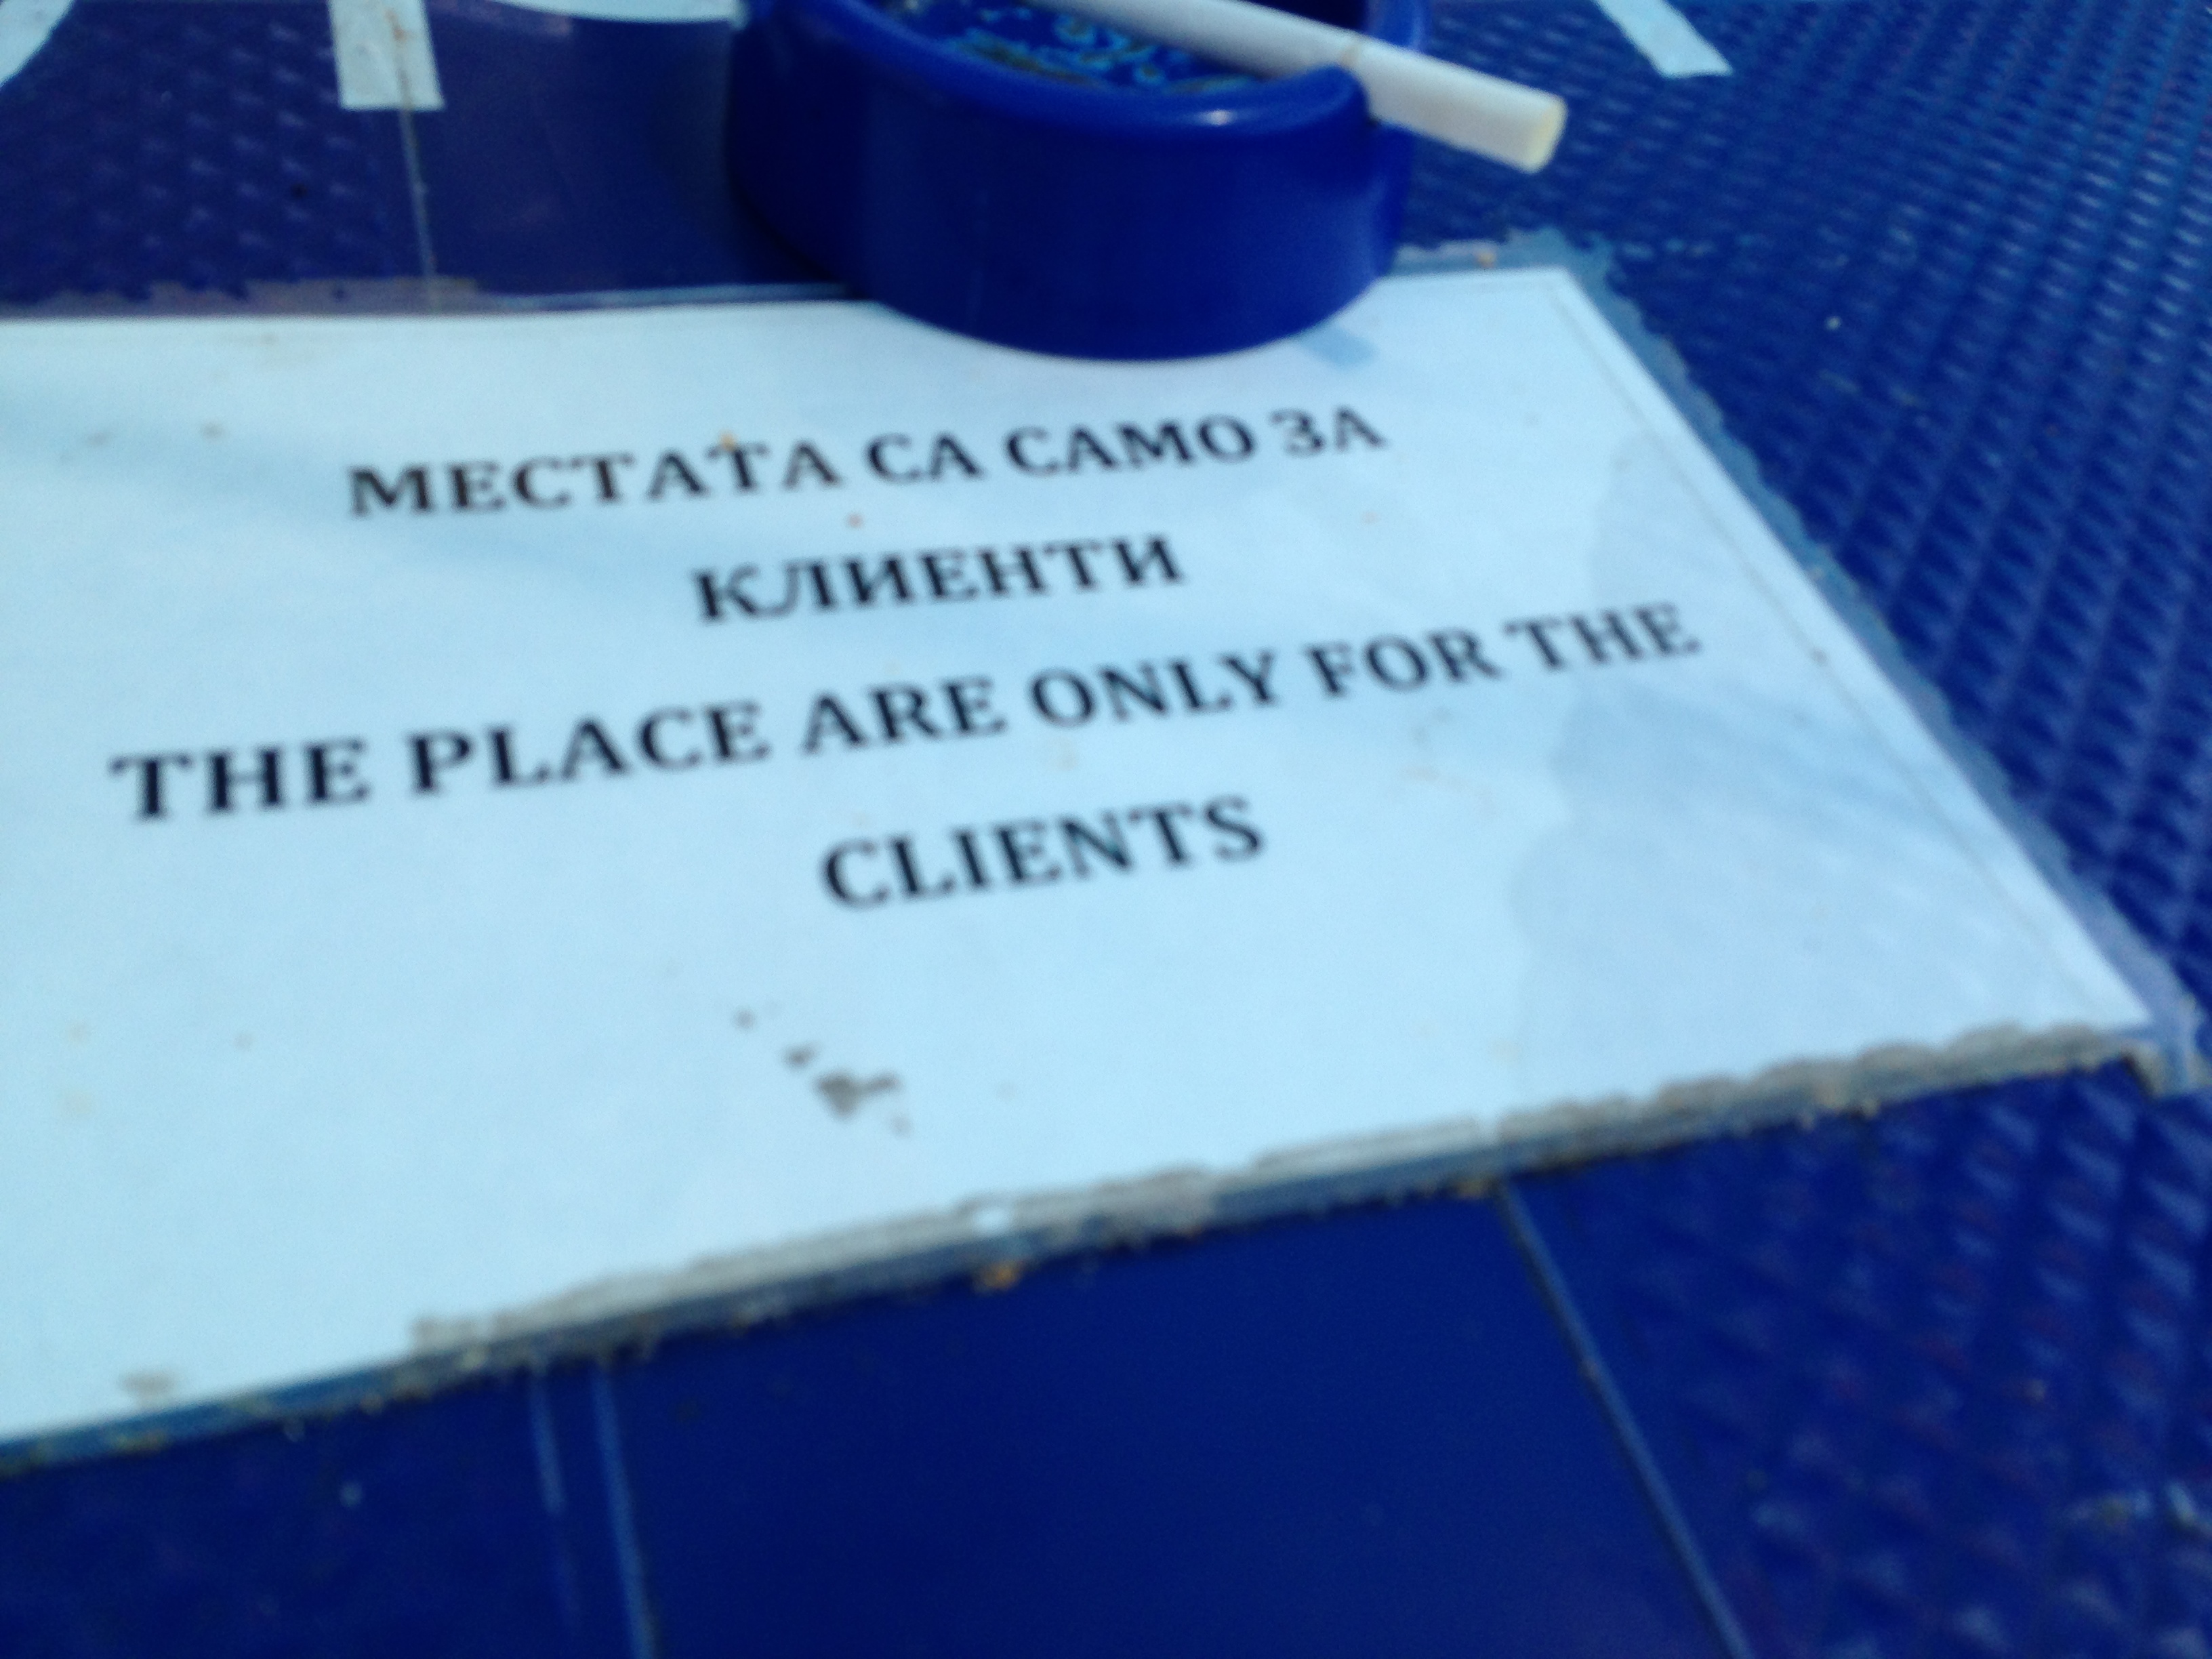 МЕСТАТА СА САМО ЗА
КЛИЕНТИ
THE PLACE ARE ONLY FOR THE
CLIENTS